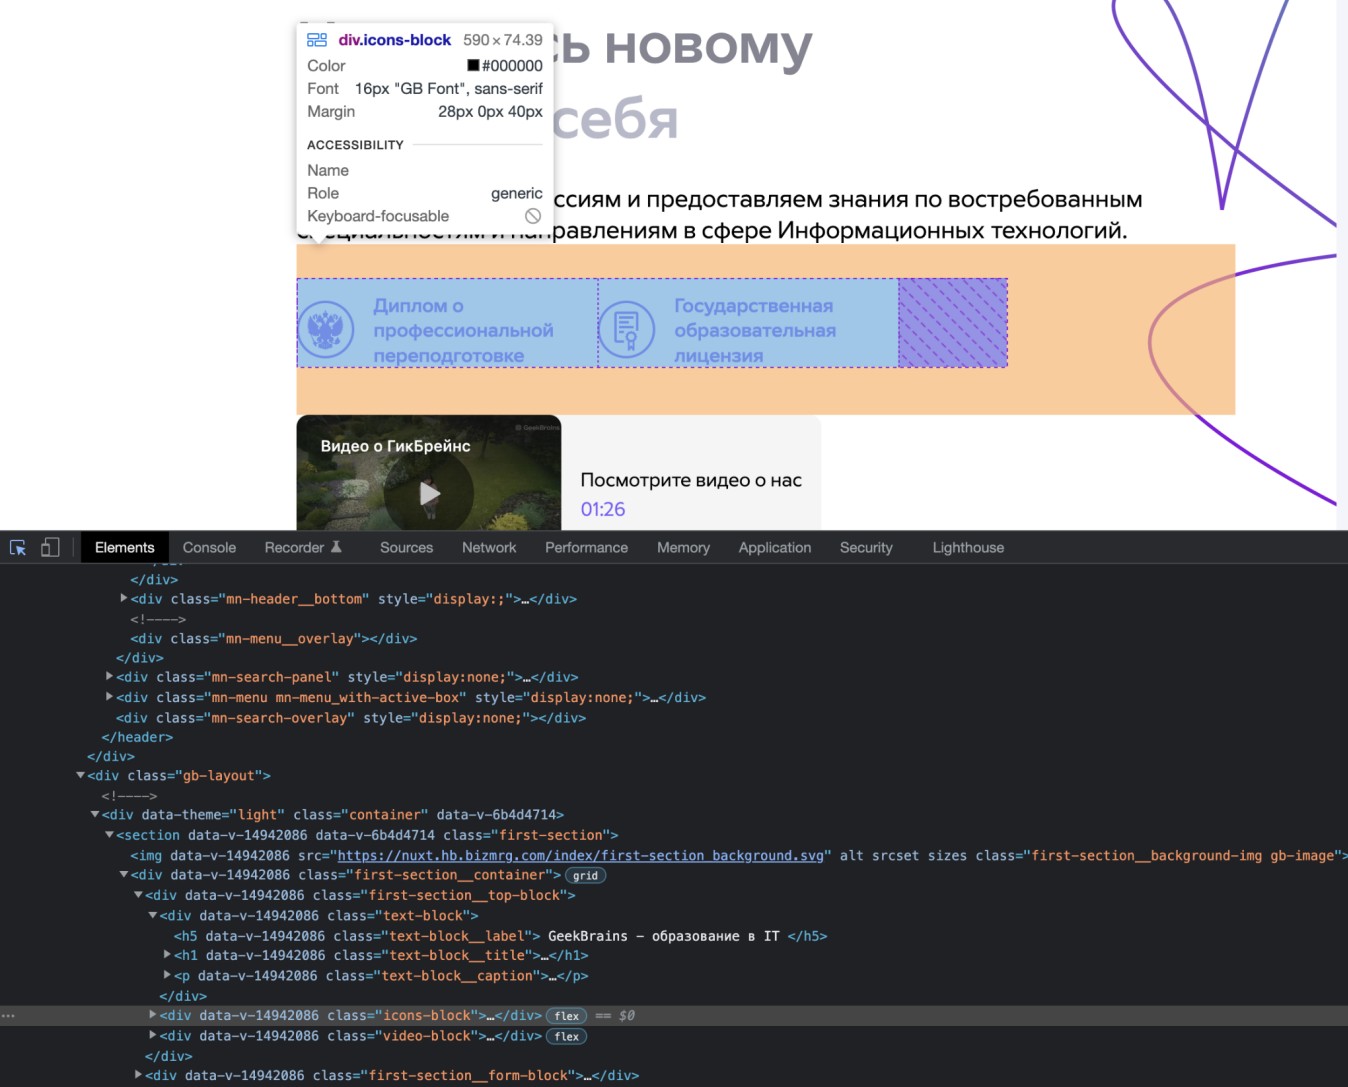 ь новому
себя
div.icons-block 590 × 74.39
Color #000000
Font 16px "GB Font", sans-serif
Margin 28px 0px 40px
ACCESSIBILITY
Name
Role generic
Keyboard-focusable
ссиям и предоставляем знания по востребованным
направлениям в сфере Информационных технологий.
Диплом о
профессиональной
переподготовке
Государственная
образовательная
лицензия
Видео о ГикБрейнс
GeekBrains
Посмотрите видео о нас
01:26
Elements Console Recorder Sources Network Performance Memory Application Security Lighthouse
</div>
<div class="mn-header__bottom" style="display:;">…</div>
<!---->
<div class="mn-menu__overlay"></div>
</div>
<div class="mn-search-panel" style="display:none;">…</div>
<div class="mn-menu mn-menu_with-active-box" style="display:none;">…</div>
<div class="mn-search-overlay" style="display:none;"></div>
</header>
</div>
<div class="gb-layout">
<!---->
<div data-theme="light" class="container" data-v-6b4d4714>
<section data-v-14942086 data-v-6b4d4714 class="first-section">
<img data-v-14942086 src="https://nuxt.hb.bizmrg.com/index/first-section_background.svg" alt srcset sizes class="first-section__background-img gb-image">
<div data-v-14942086 class="first-section__container"> grid
<div data-v-14942086 class="first-section__top-block">
<div data-v-14942086 class="text-block">
<h5 data-v-14942086 class="text-block__label"> GeekBrains – образование в IT </h5>
<h1 data-v-14942086 class="text-block__title">…</h1>
<p data-v-14942086 class="text-block__caption">…</p>
</div>
<div data-v-14942086 class="icons-block">…</div> flex == $0
<div data-v-14942086 class="video-block">…</div> flex
</div>
<div data-v-14942086 class="first-section__form-block">…</div>